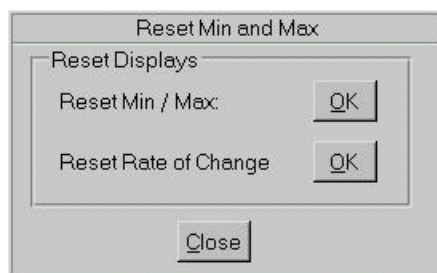 Reset Min and Max
Reset Displays
Reset Min / Max: OK
Reset Rate of Change OK
Close